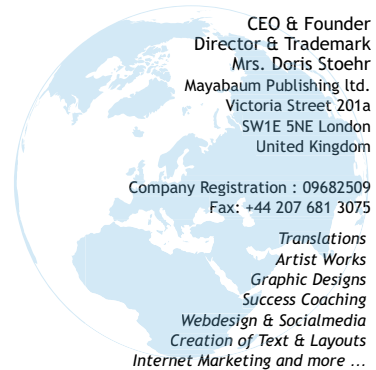 CEO & Founder
Director & Trademark
Mrs. Doris Stoehr
Mayabaum Publishing ltd.
Victoria Street 201a
SW1E 5NE London
United Kingdom
Company Registration : 09682509
Fax: +44 207 681 3075
Translations
Artist Works
Graphic Designs
Success Coaching
Webdesign & Socialmedia
Creation of Text & Layouts
Internet Marketing and more ...